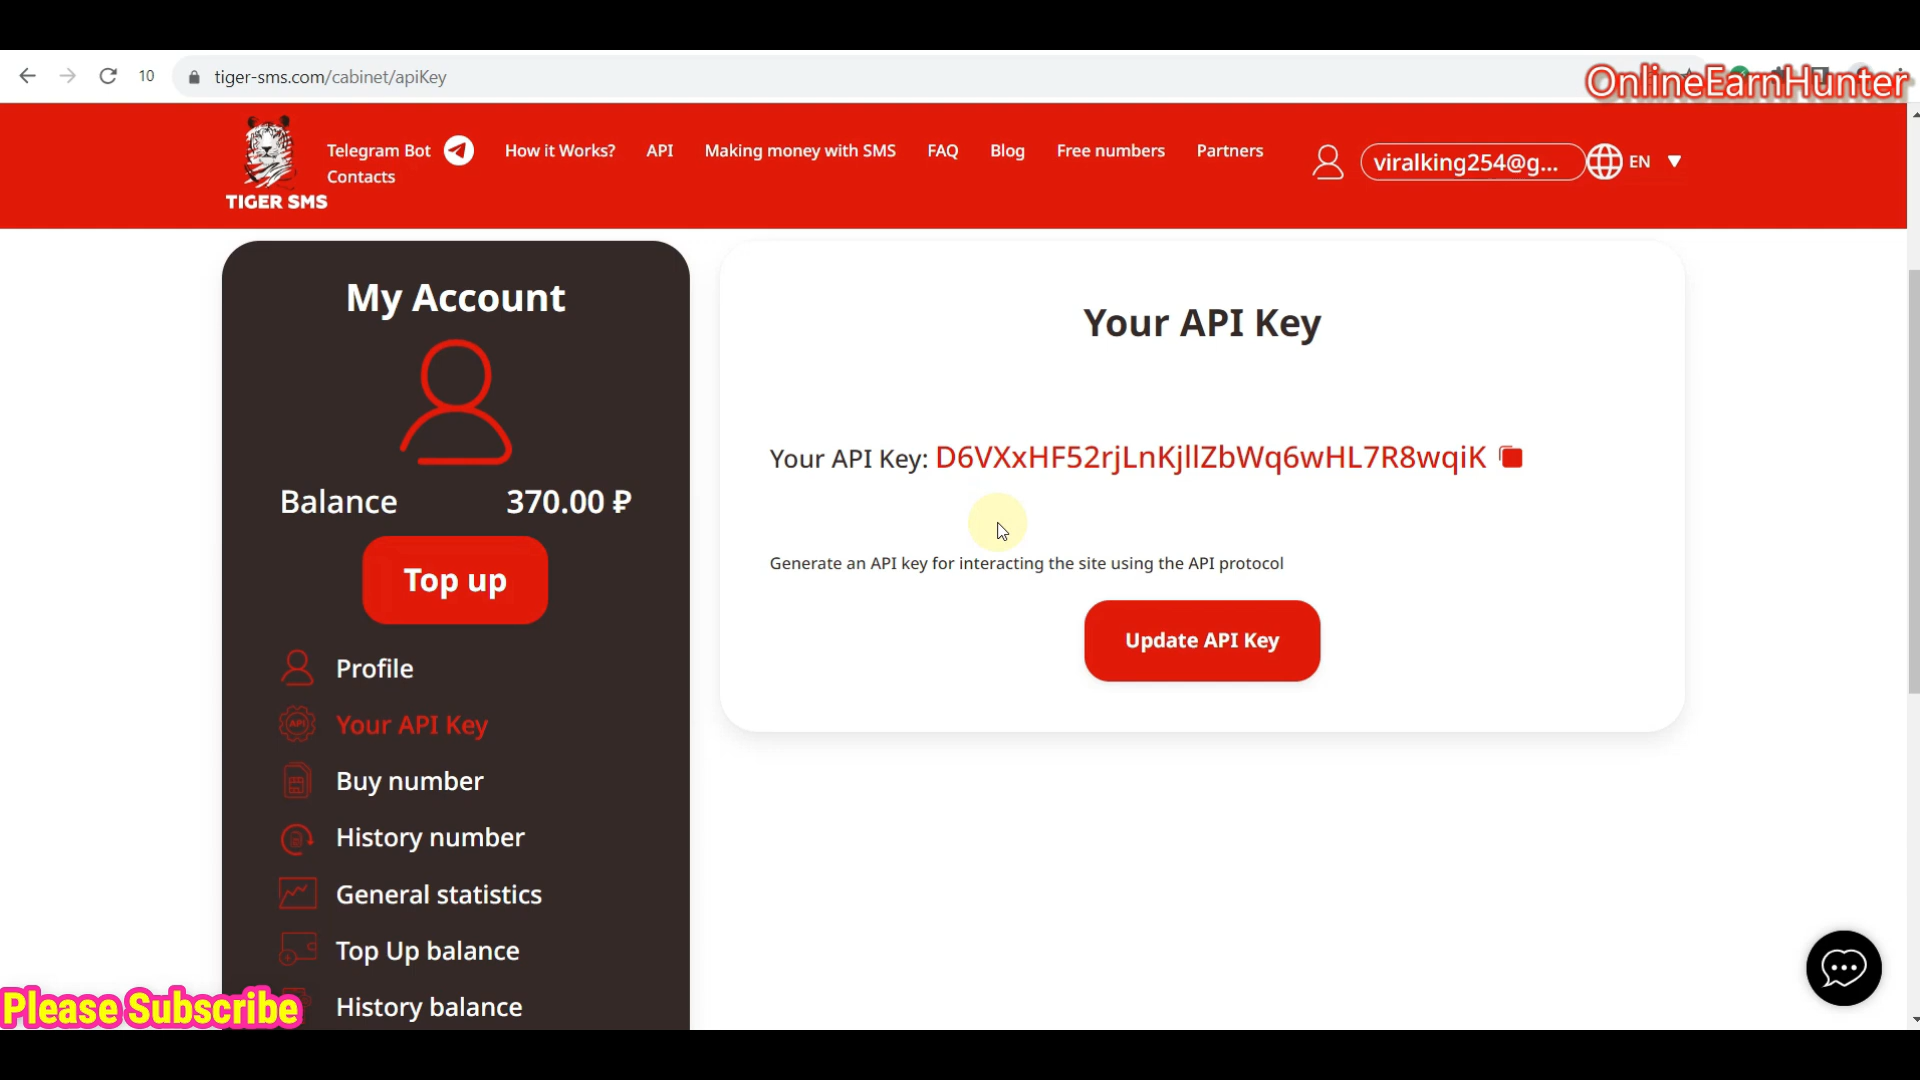 10
tiger-sms.com/cabinet/apiKey
OnlineEarnHunter
TIGER SMS
Telegram Bot
How it Works?
API
Making money with SMS
FAQ
Blog
Free numbers
Partners
Contacts
viralking254@g...
EN
My Account
Balance 370.00 ₽
Top up
Profile
API
Your API Key
Buy number
History number
General statistics
Top Up balance
History balance
Your API Key
Your API Key: D6VXxHF52rjLnKjllZbWq6wHL7R8wqiK
Generate an API key for interacting the site using the API protocol
Update API Key
Please Subscribe